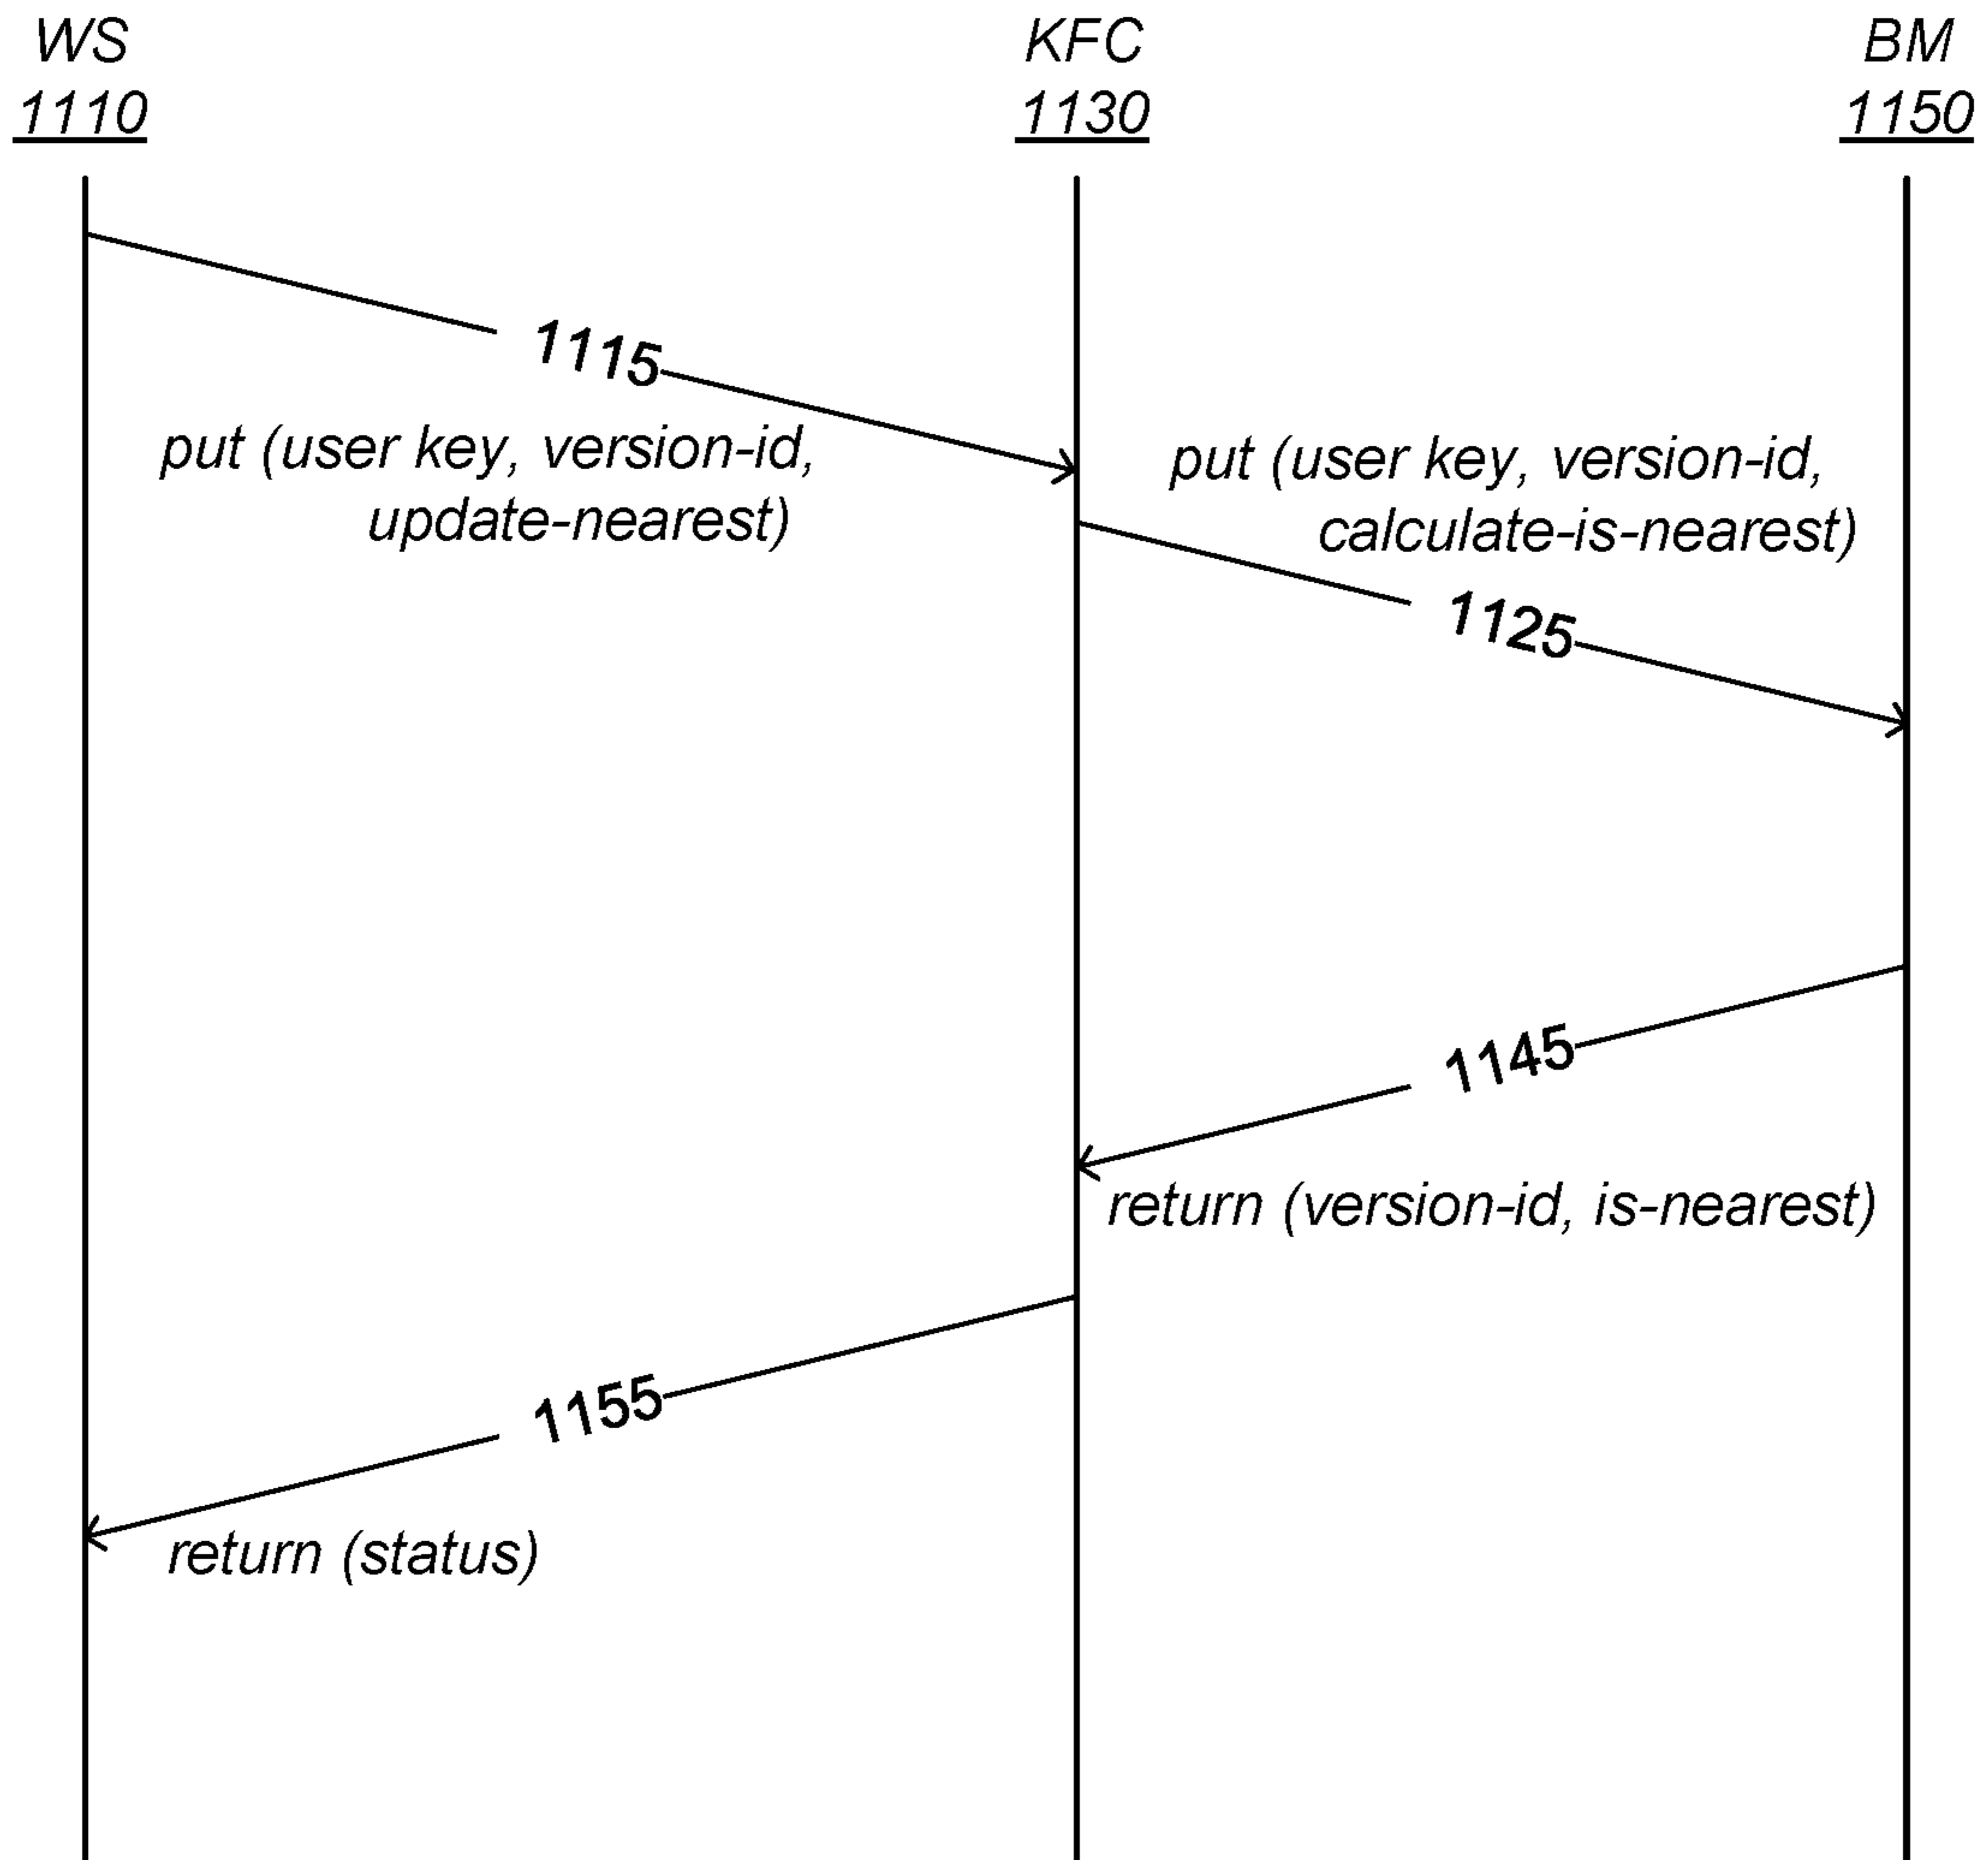 WS
1110
KFC
1130
BM
1150
1115
put (user key, version-id,
update-nearest)
put (user key, version-id,
calculate-is-nearest)
1125
1145
return (version-id, is-nearest)
1155
return (status)